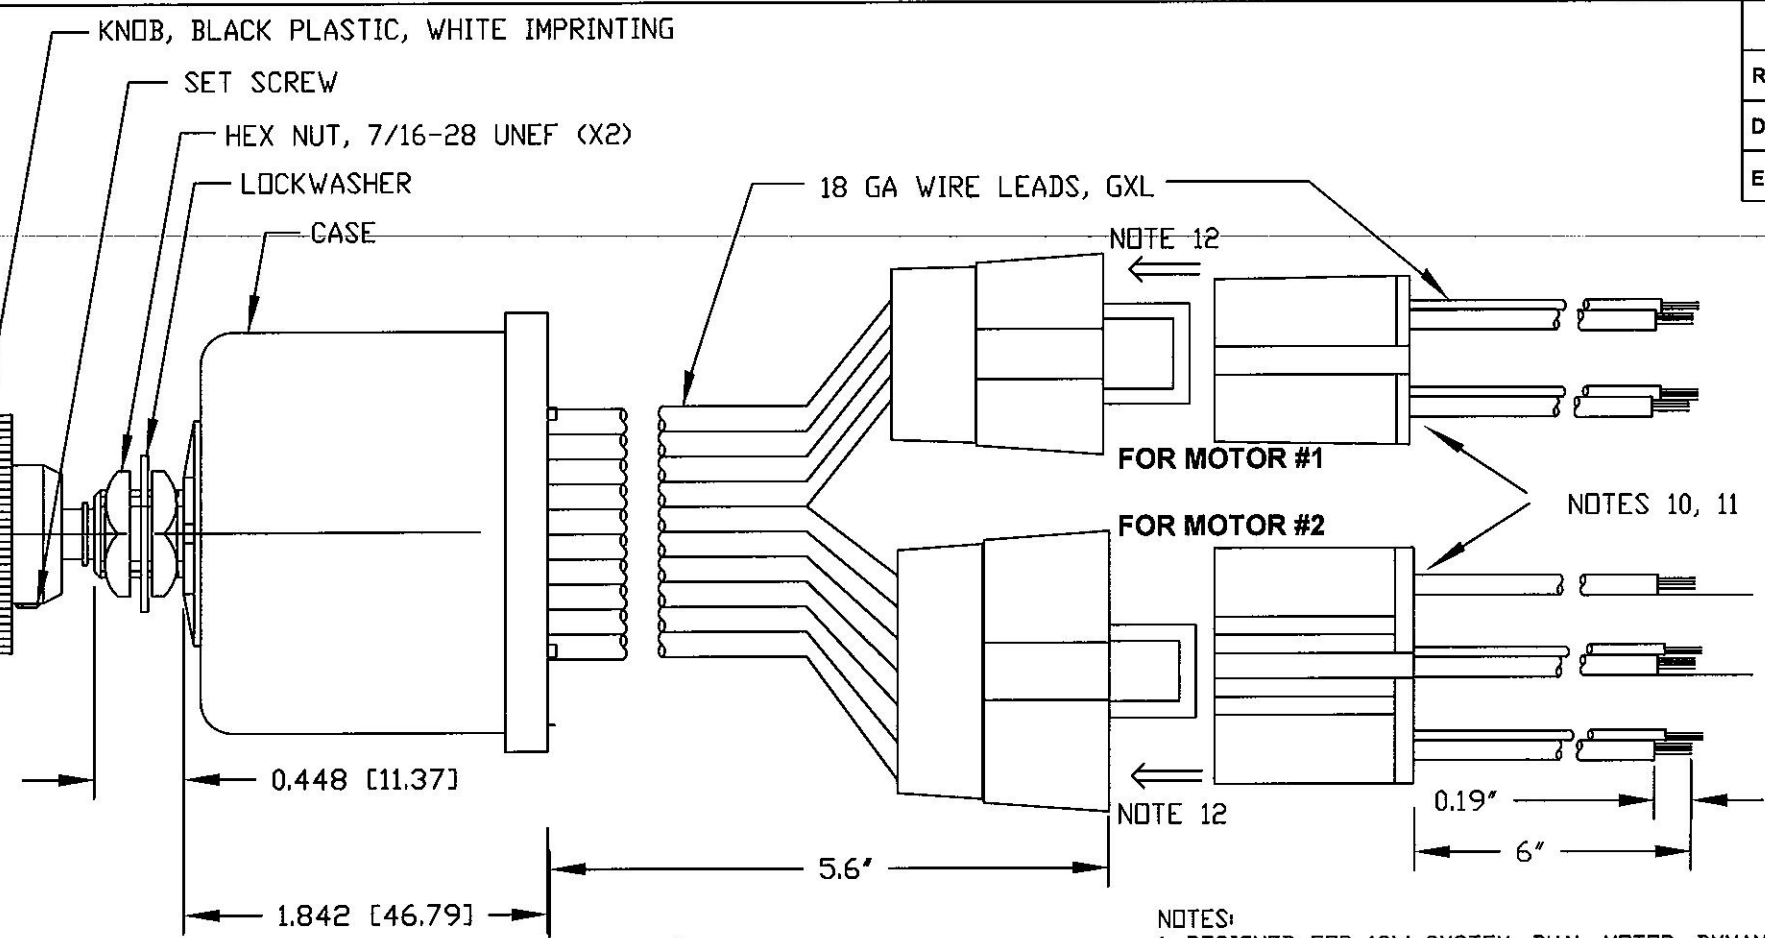 KNOB, BLACK PLASTIC, WHITE IMPRINTING
SET SCREW
HEX NUT, 7/16-28 UNEF (X2)
LOCKWASHER
CASE
18 GA WIRE LEADS, GXL
R
D
E
NOTE 12
FOR MOTOR #1
FOR MOTOR #2
NOTES 10, 11
NOTE 12
0.448 [11.37]
0.19"
6"
5.6"
1.842 [46.79]
NOTES: